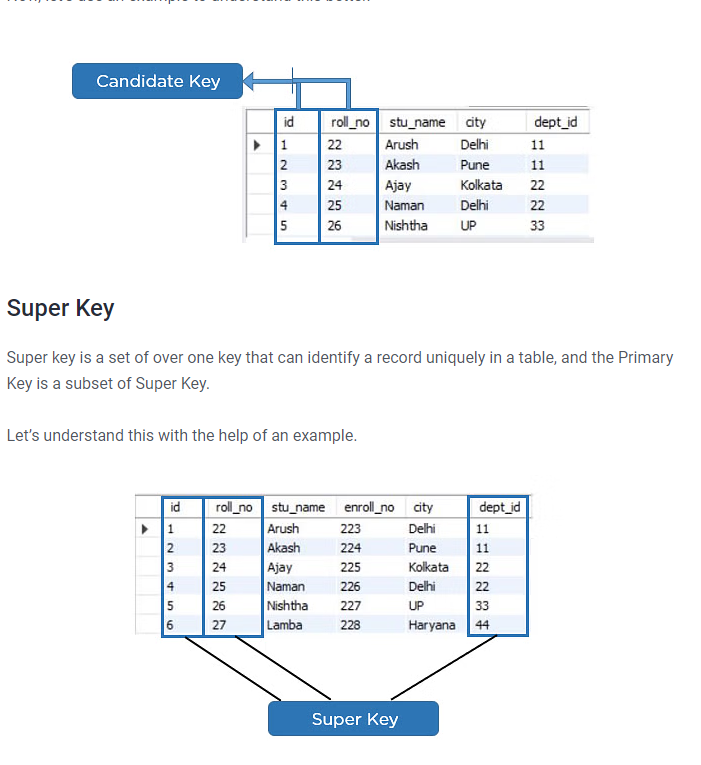 Candidate Key
id roll_no stu_name city dept_id
1 22 Arush Delhi 11
2 23 Akash Pune 11
3 24 Ajay Kolkata 22
4 25 Naman Delhi 22
5 26 Nishtha UP 33
Super Key
Super key is a set of over one key that can identify a record uniquely in a table, and the Primary
Key is a subset of Super Key.
Let’s understand this with the help of an example.
id roll_no stu_name enroll_no city dept_id
1 22 Arush 223 Delhi 11
2 23 Akash 224 Pune 11
3 24 Ajay 225 Kolkata 22
4 25 Naman 226 Delhi 22
5 26 Nishtha 227 UP 33
6 27 Lamba 228 Haryana 44
Super Key